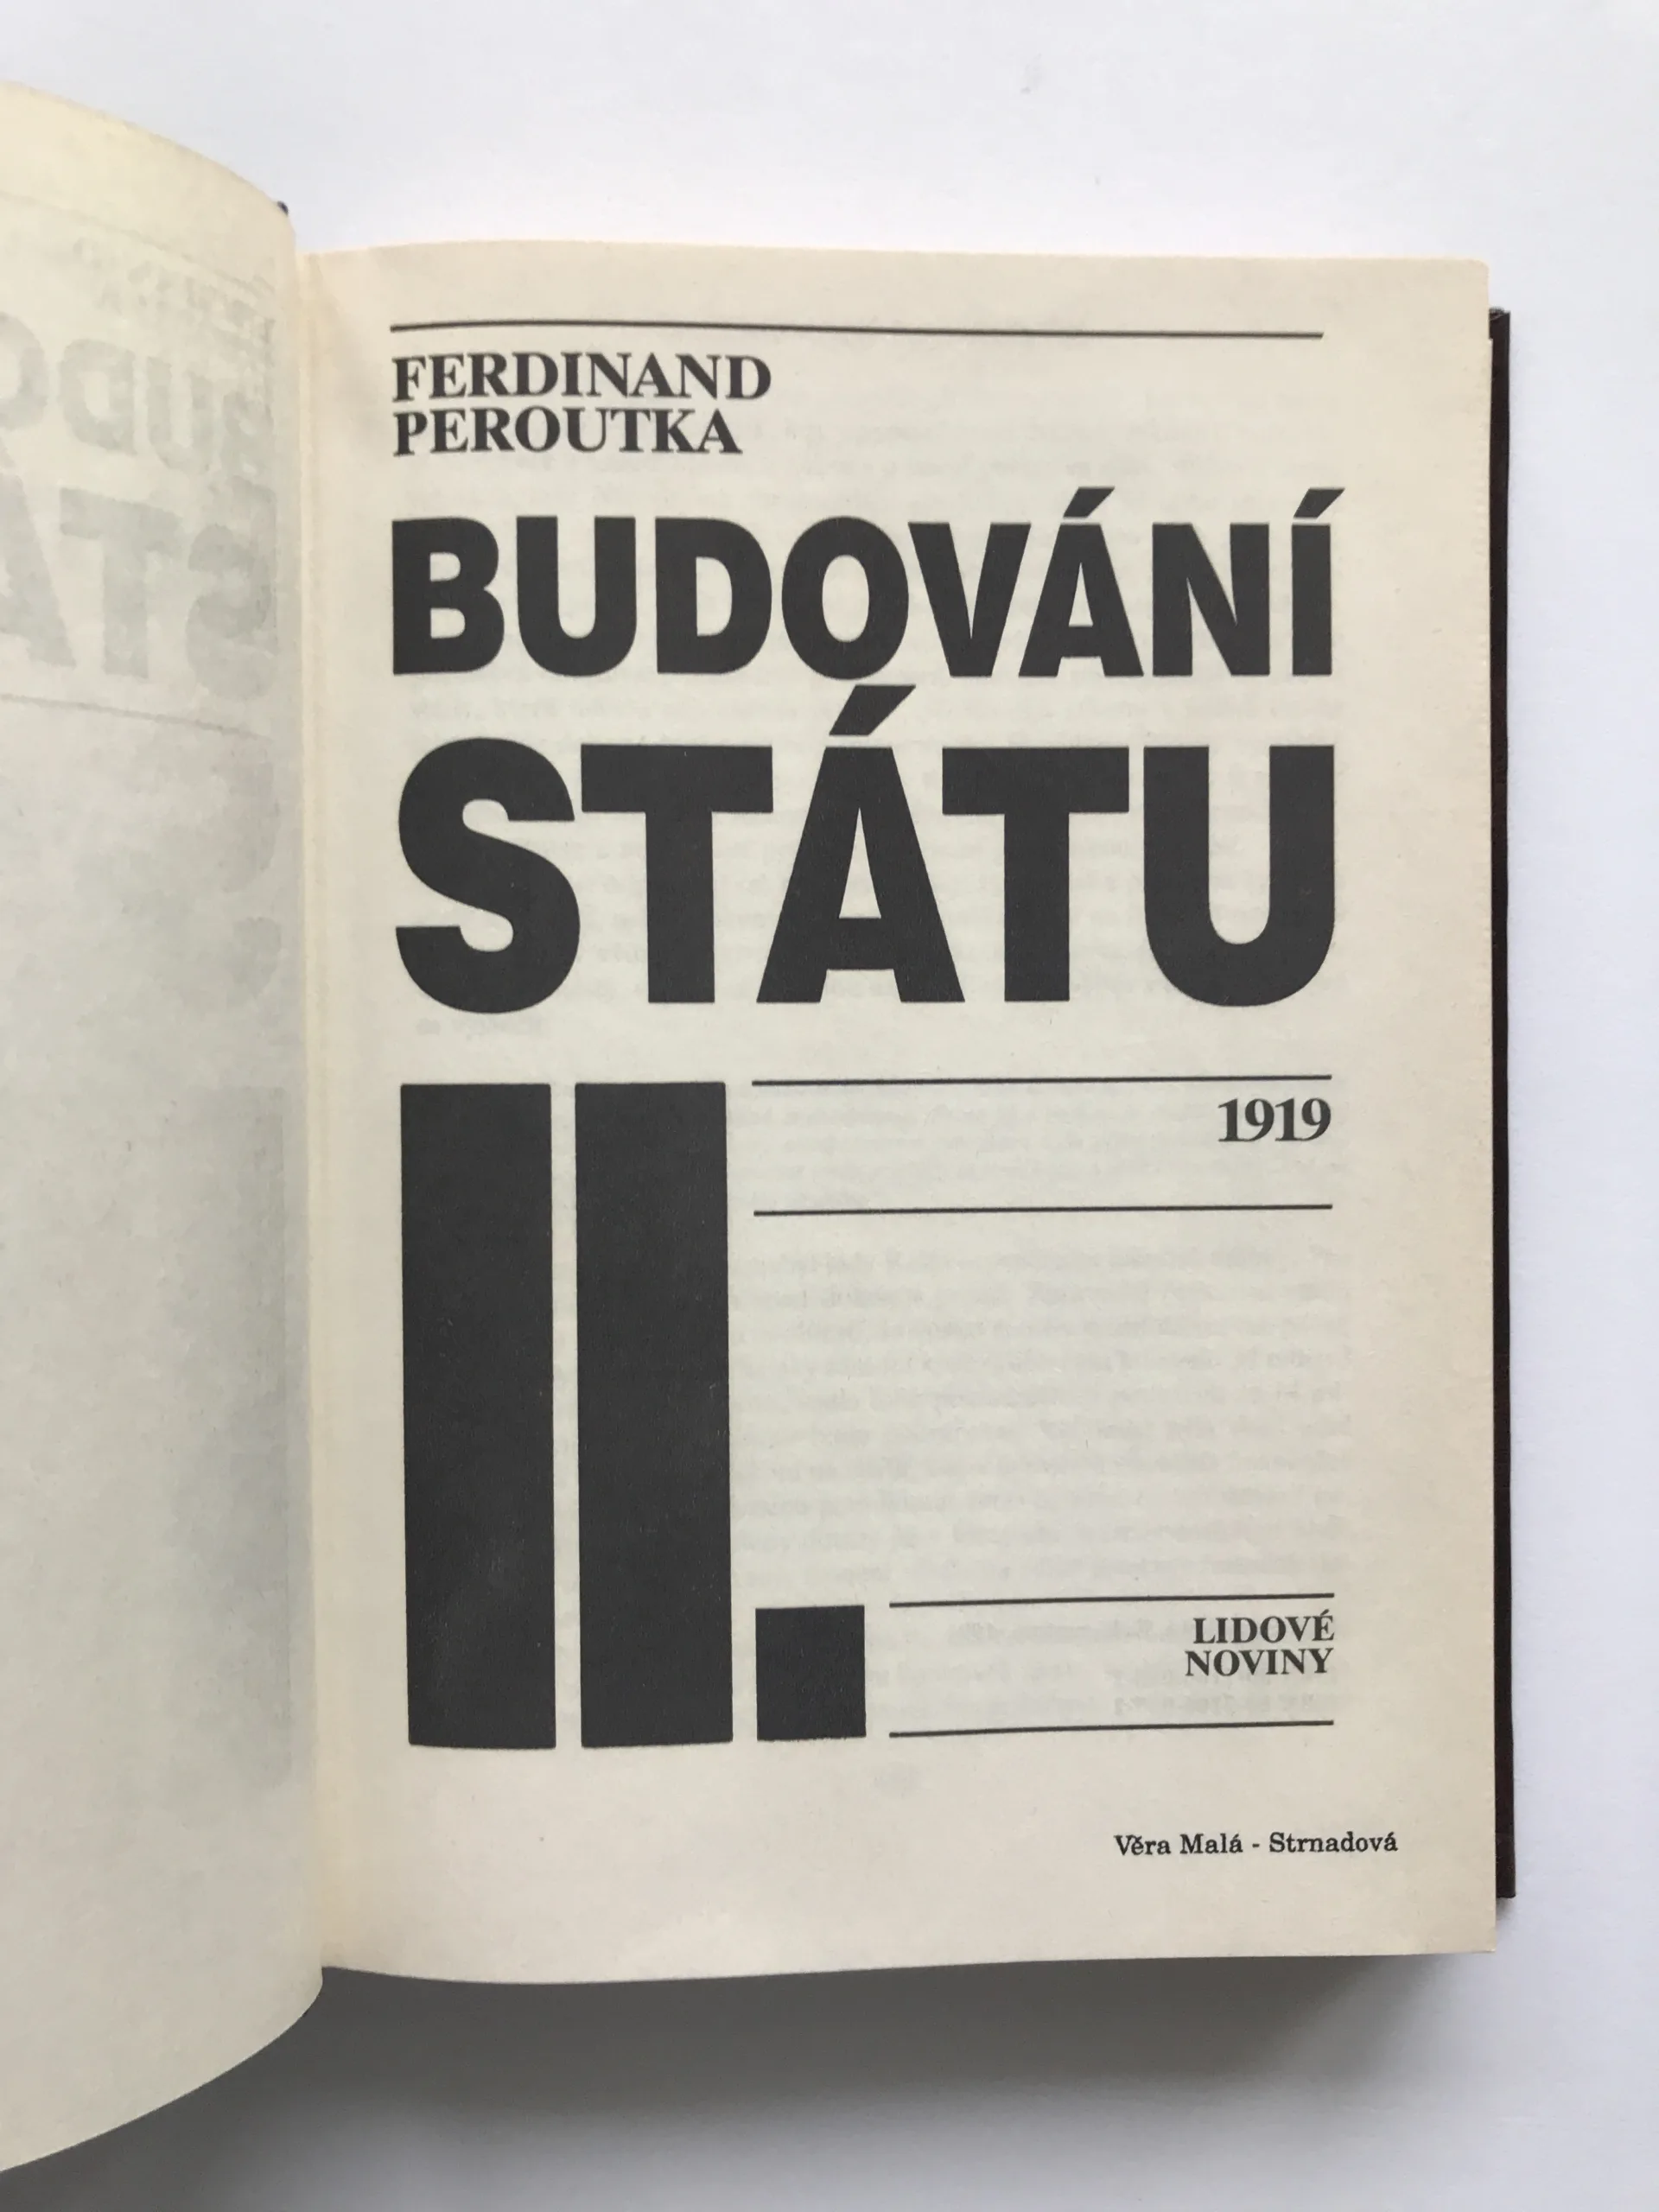 FERDINAND
PEROUTKA
BUDOVÁNÍ
STÁTU
II.
1919
LIDOVÉ
NOVINY
Věra Malá - Strnadová